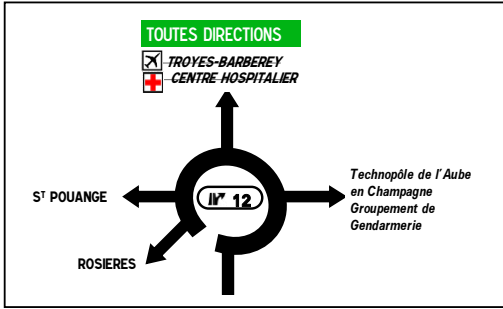 TOUTES DIRECTIONS
TROYES-BARBEREY
CENTRE HOSPITALIER
Sᵀ POUANGE
12
Technopôle de l'Aube
en Champagne
Groupement de
Gendarmerie
ROSIERES